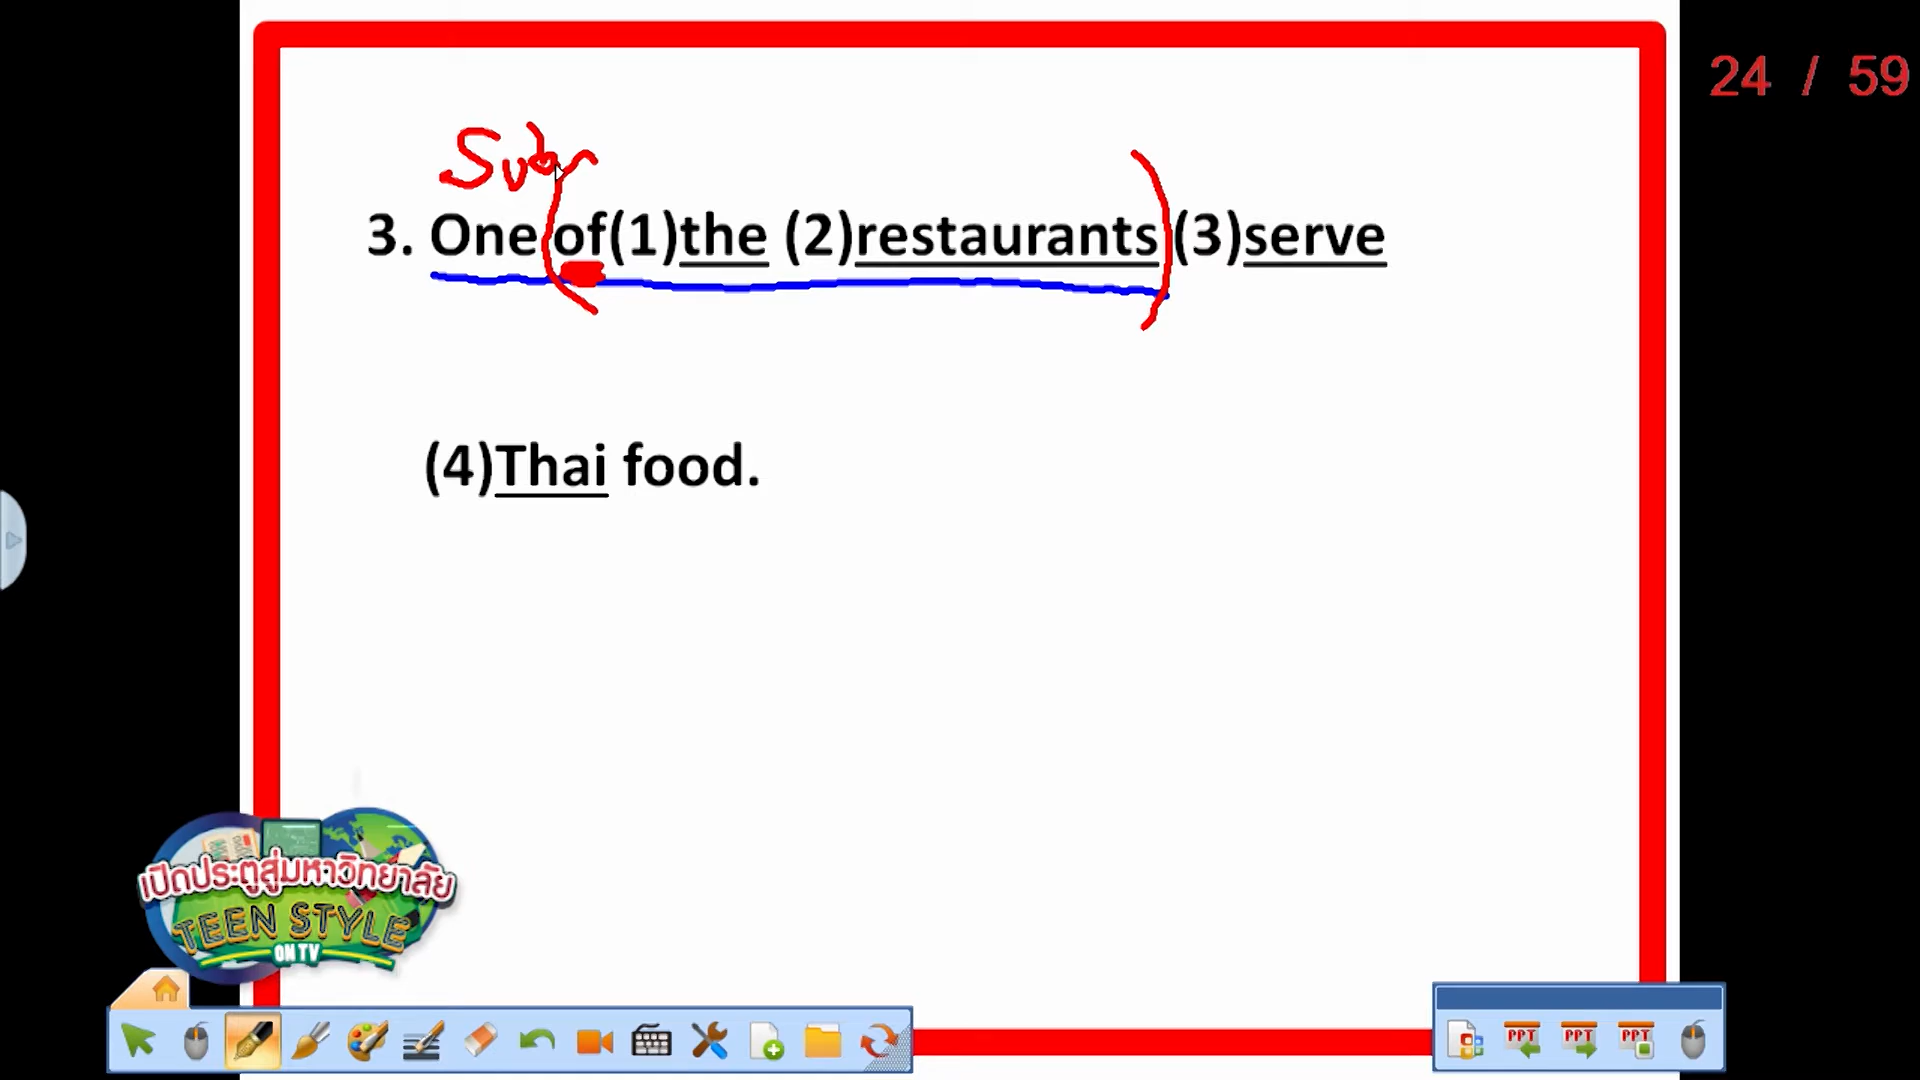 24 / 59
Subj
3. One of(1)the (2)restaurants (3)serve
(4)Thai food.
เปิดประตูสู่มหาวิทยาลัย
TEEN STYLE
ON TV
PPT PPT PPT